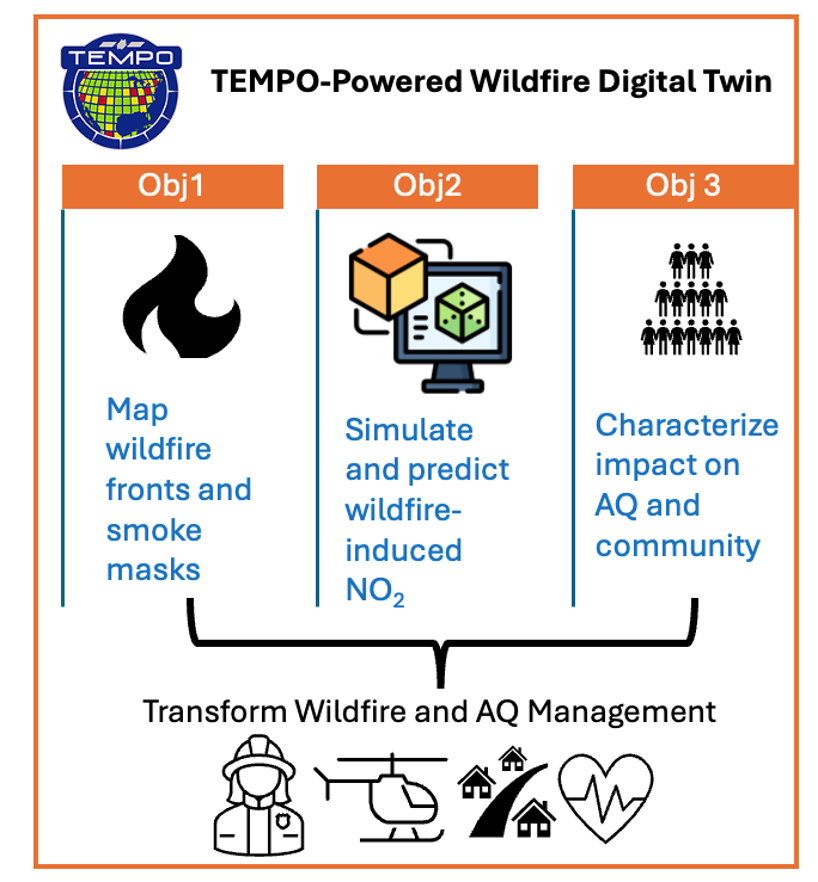 TEMPO
TEMPO-Powered Wildfire Digital Twin
Obj1
Obj2
Obj 3
Map
wildfire
fronts and
smoke
masks
Simulate
and predict
wildfire-
induced
NO₂
Characterize
impact on
AQ and
community
Transform Wildfire and AQ Management